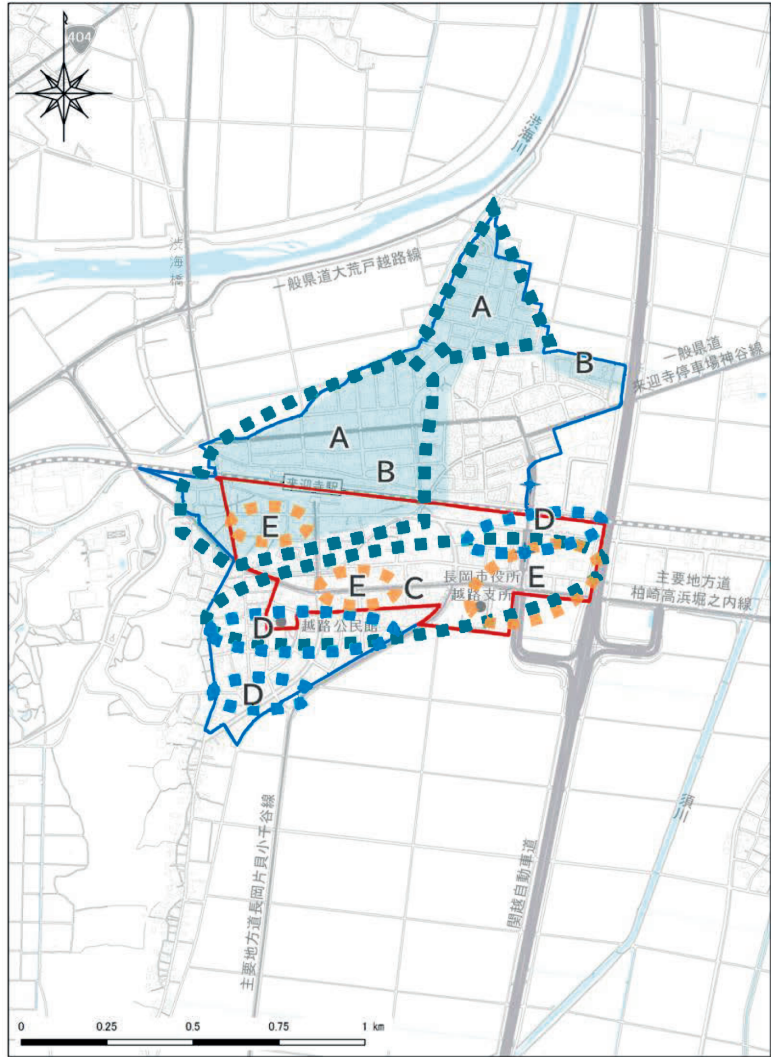 404
渋海川
渋海橋
一般県道大荒戸越路線
A
一般県道
来迎寺停車場神谷線
B
A
B
来迎寺駅
D
E
長岡市役所
越路支所
E
E
C
主要地方道
柏崎高浜堀之内線
D
越路公民館
D
主要地方道長岡片貝小千谷線
関越自動車道
須川
0 0.25 0.5 0.75 1 km